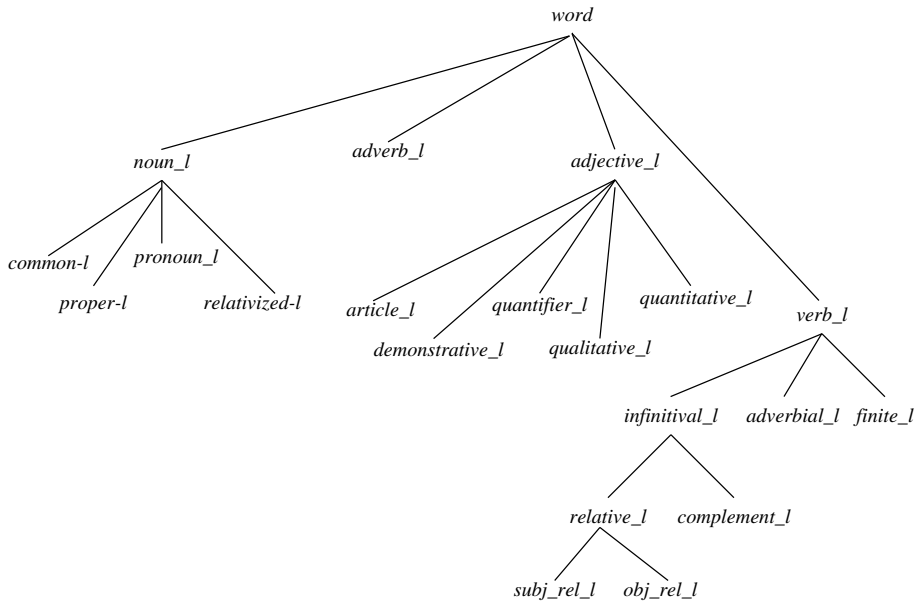 word
noun_l
adverb_l
adjective_l
common-l
proper-l
pronoun_l
relativized-l
article_l
demonstrative_l
quantifier_l
qualitative_l
quantitative_l
verb_l
infinitival_l
adverbial_l
finite_l
relative_l
complement_l
subj_rel_l
obj_rel_l